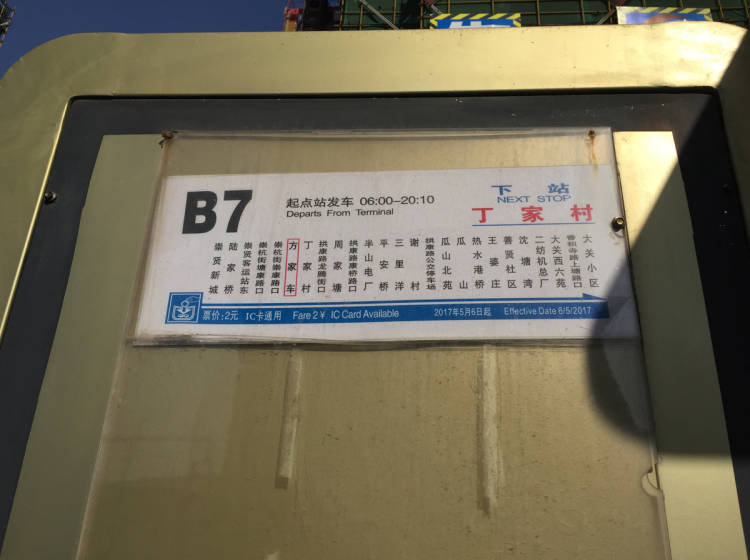 B7
起点站发车 06:00-20:10
Departs From Terminal
下 站
NEXT STOP
丁家村
崇贤新城
陆家桥
崇贤客运站东
崇杭街塘康路口
崇杭街崇康路口
方家车
丁家村
拱康路龙腾街口
周家塘
拱康路康桥路口
半山电厂
平安桥
三里洋
谢村
拱康路公交停车场
瓜山北苑
瓜山
热水港桥
王婆庄
善贤社区
沈塘湾
二纺机总厂
大关西六苑
香积寺路上塘路口
大关小区
票价:2元 IC卡通用 Fare 2¥ IC Card Available 2017年5月6日起 Effective Date 6/5/2017